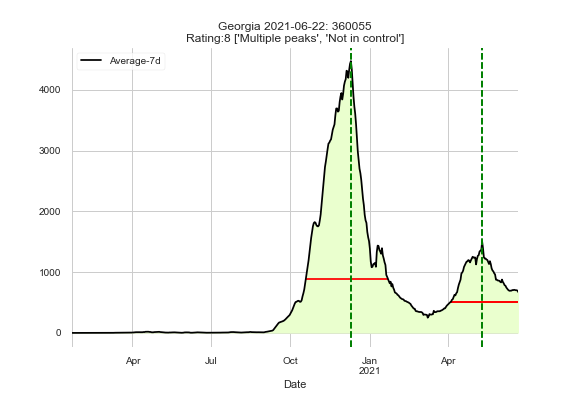 Georgia 2021-06-22: 360055
Rating:8 ['Multiple peaks', 'Not in control']
Average-7d
4000
3000
2000
1000
0
Apr
Jul
Oct
Jan
2021
Apr
Date